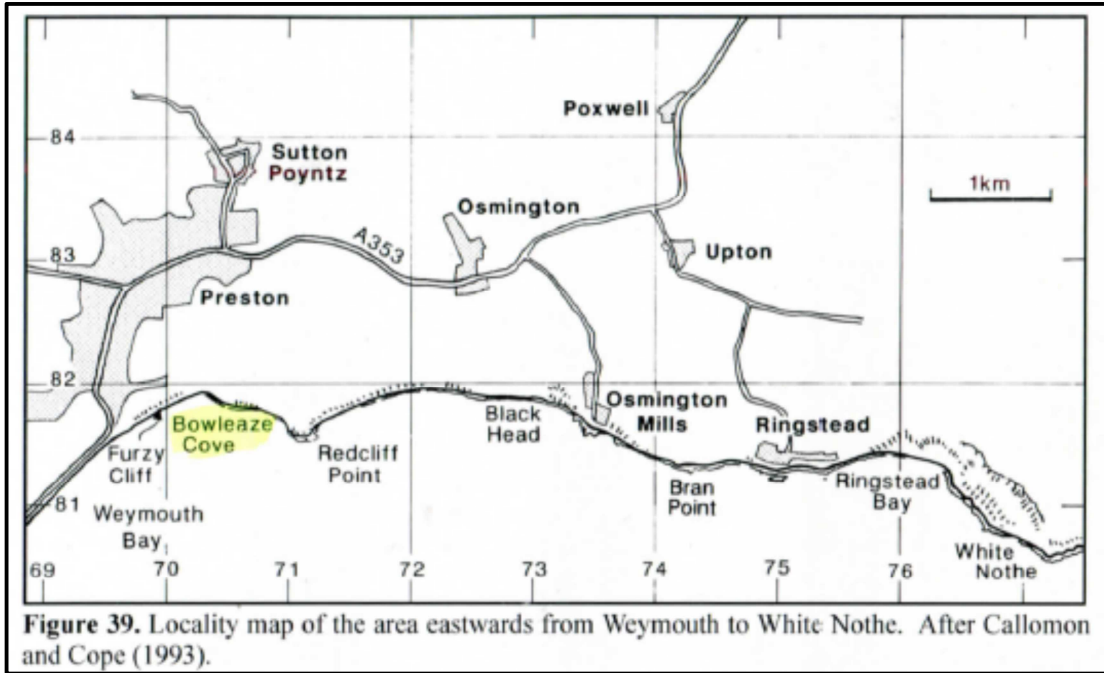 Poxwell
84
Sutton
Poyntz
1km
Osmington
A353
83
Upton
Preston
82
Bowleaze
Cove
Furzy
Cliff
Redcliff
Point
Black
Head
Osmington
Mills
Ringstead
Bran
Point
Ringstead
Bay
81
Weymouth
Bay
White
Nothe
69
70
71
72
73
74
75
76
Figure 39. Locality map of the area eastwards from Weymouth to White Nothe. After Callomon
and Cope (1993).